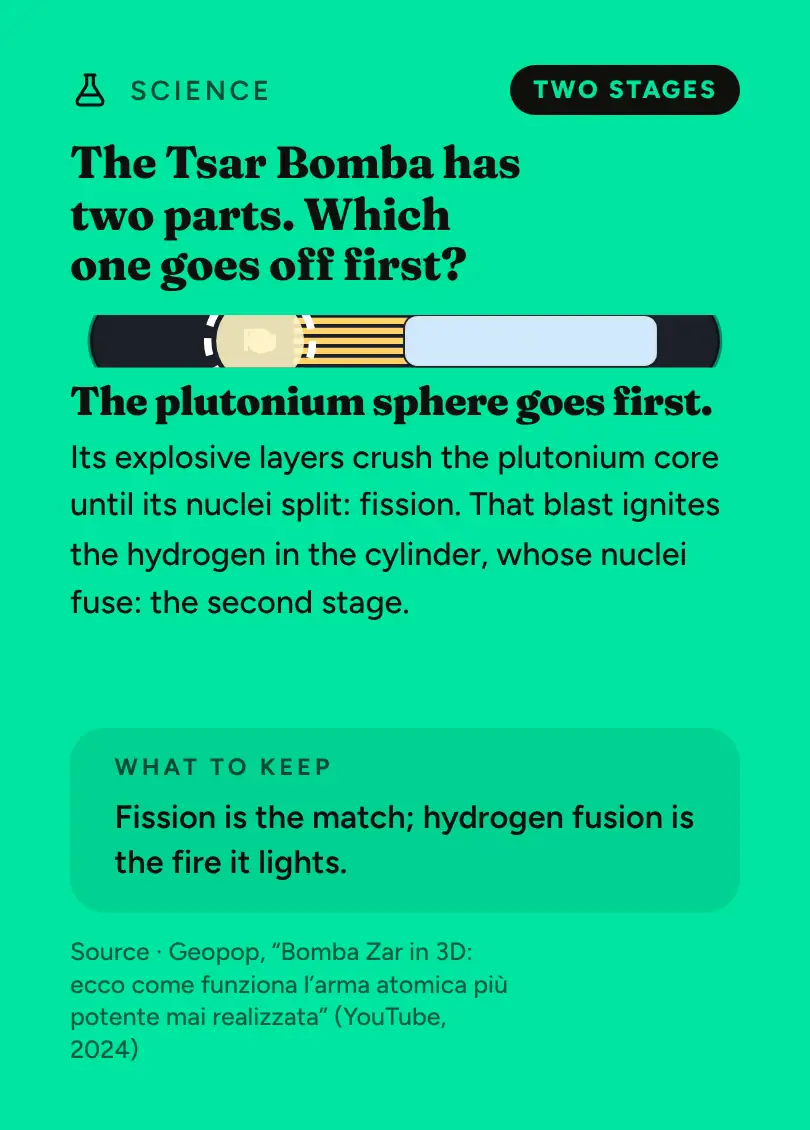 SCIENCE
TWO STAGES
The Tsar Bomba has
two parts. Which
one goes off first?
The plutonium sphere goes first.
Its explosive layers crush the plutonium core
until its nuclei split: fission. That blast ignites
the hydrogen in the cylinder, whose nuclei
fuse: the second stage.
WHAT TO KEEP
Fission is the match; hydrogen fusion is
the fire it lights.
Source · Geopop, “Bomba Zar in 3D:
ecco come funziona l’arma atomica più
potente mai realizzata” (YouTube,
2024)